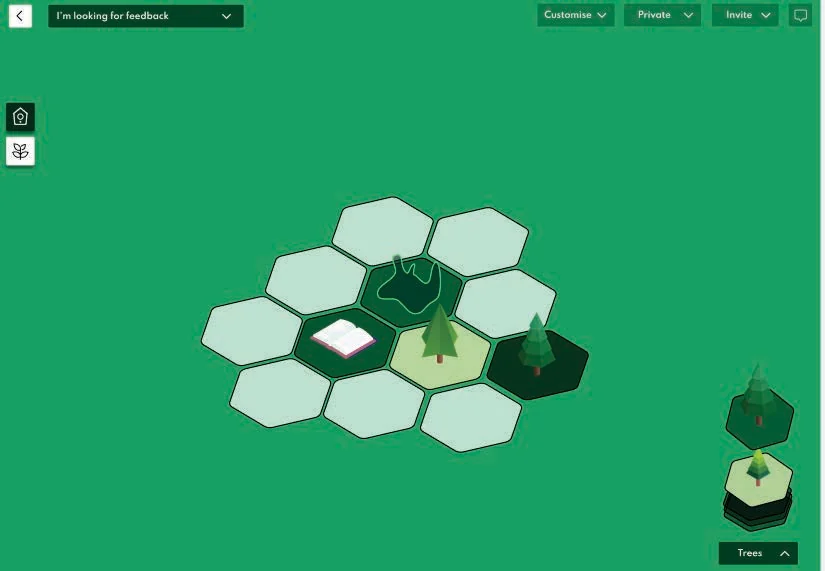 I'm looking for feedback
Customise
Private
Invite
Trees